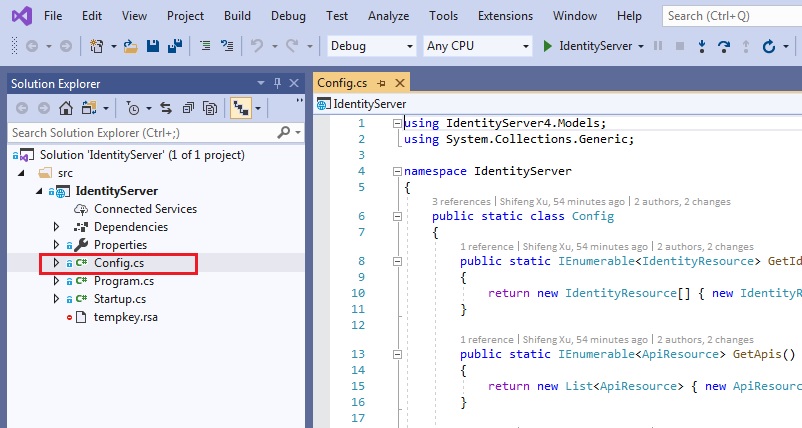 File Edit View Project Build Debug Test Analyze Tools Extensions Window Help Search (Ctrl+Q)
Debug Any CPU IdentityServer
Solution Explorer
Search Solution Explorer (Ctrl+;)
Solution 'IdentityServer' (1 of 1 project)
src
IdentityServer
Connected Services
Dependencies
Properties
C# Config.cs
C# Program.cs
C# Startup.cs
tempkey.rsa
Config.cs
IdentityServer
1 using IdentityServer4.Models;
2 using System.Collections.Generic;
3
4 namespace IdentityServer
5 {
3 references | Shifeng Xu, 54 minutes ago | 2 authors, 2 changes
6 public static class Config
7 {
1 reference | Shifeng Xu, 54 minutes ago | 2 authors, 2 changes
8 public static IEnumerable<IdentityResource> GetId
9 {
10 return new IdentityResource[] { new IdentityR
11 }
12
1 reference | Shifeng Xu, 54 minutes ago | 2 authors, 2 changes
13 public static IEnumerable<ApiResource> GetApis()
14 {
15 return new List<ApiResource> { new ApiResourc
16 }
17